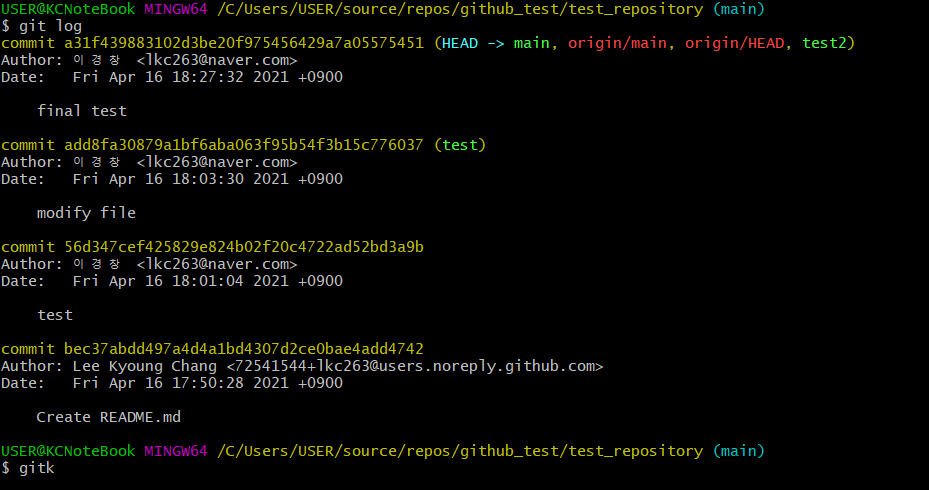 USER@KCNoteBook MINGW64 /C/Users/USER/source/repos/github_test/test_repository (main)
$ git log
commit a31f439883102d3be20f975456429a7a05575451 (HEAD -> main, origin/main, origin/HEAD, test2)
Author: 이경창 <lkc263@naver.com>
Date:   Fri Apr 16 18:27:32 2021 +0900
final test
commit add8fa30879a1bf6aba063f95b54f3b15c776037 (test)
Author: 이경창 <lkc263@naver.com>
Date:   Fri Apr 16 18:03:30 2021 +0900
modify file
commit 56d347cef425829e824b02f20c4722ad52bd3a9b
Author: 이경창 <lkc263@naver.com>
Date:   Fri Apr 16 18:01:04 2021 +0900
test
commit bec37abdd497a4d4a1bd4307d2ce0bae4add4742
Author: Lee Kyoung Chang <72541544+lkc263@users.noreply.github.com>
Date:   Fri Apr 16 17:50:28 2021 +0900
Create README.md
USER@KCNoteBook MINGW64 /C/Users/USER/source/repos/github_test/test_repository (main)
$ gitk